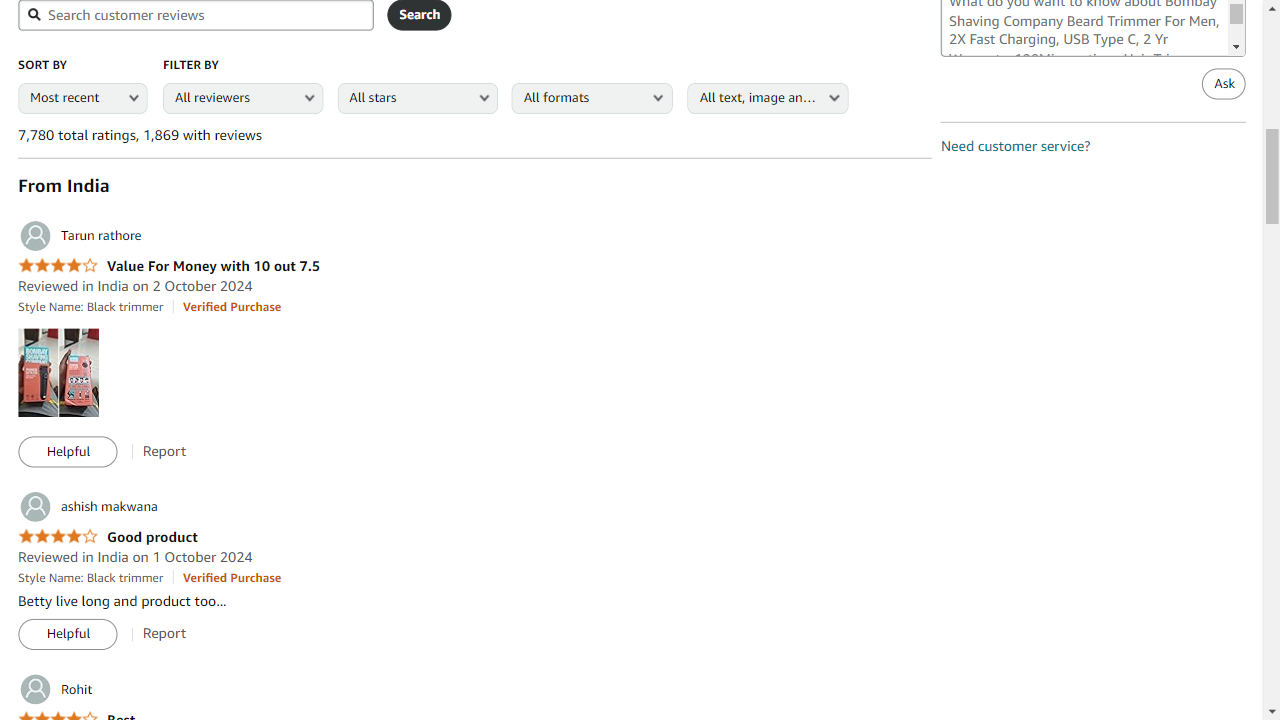 Search customer reviews
Search
What do you want to know about Bombay
Shaving Company Beard Trimmer For Men,
2X Fast Charging, USB Type C, 2 Yr
Ask
SORT BY
FILTER BY
Most recent
All reviewers
All stars
All formats
All text, image an...
7,780 total ratings, 1,869 with reviews
Need customer service?
From India
Tarun rathore
Value For Money with 10 out 7.5
Reviewed in India on 2 October 2024
Style Name: Black trimmer
Verified Purchase
BOMBAY
SHAVING
Helpful
Report
ashish makwana
Good product
Reviewed in India on 1 October 2024
Style Name: Black trimmer
Verified Purchase
Betty live long and product too...
Helpful
Report
Rohit
Best